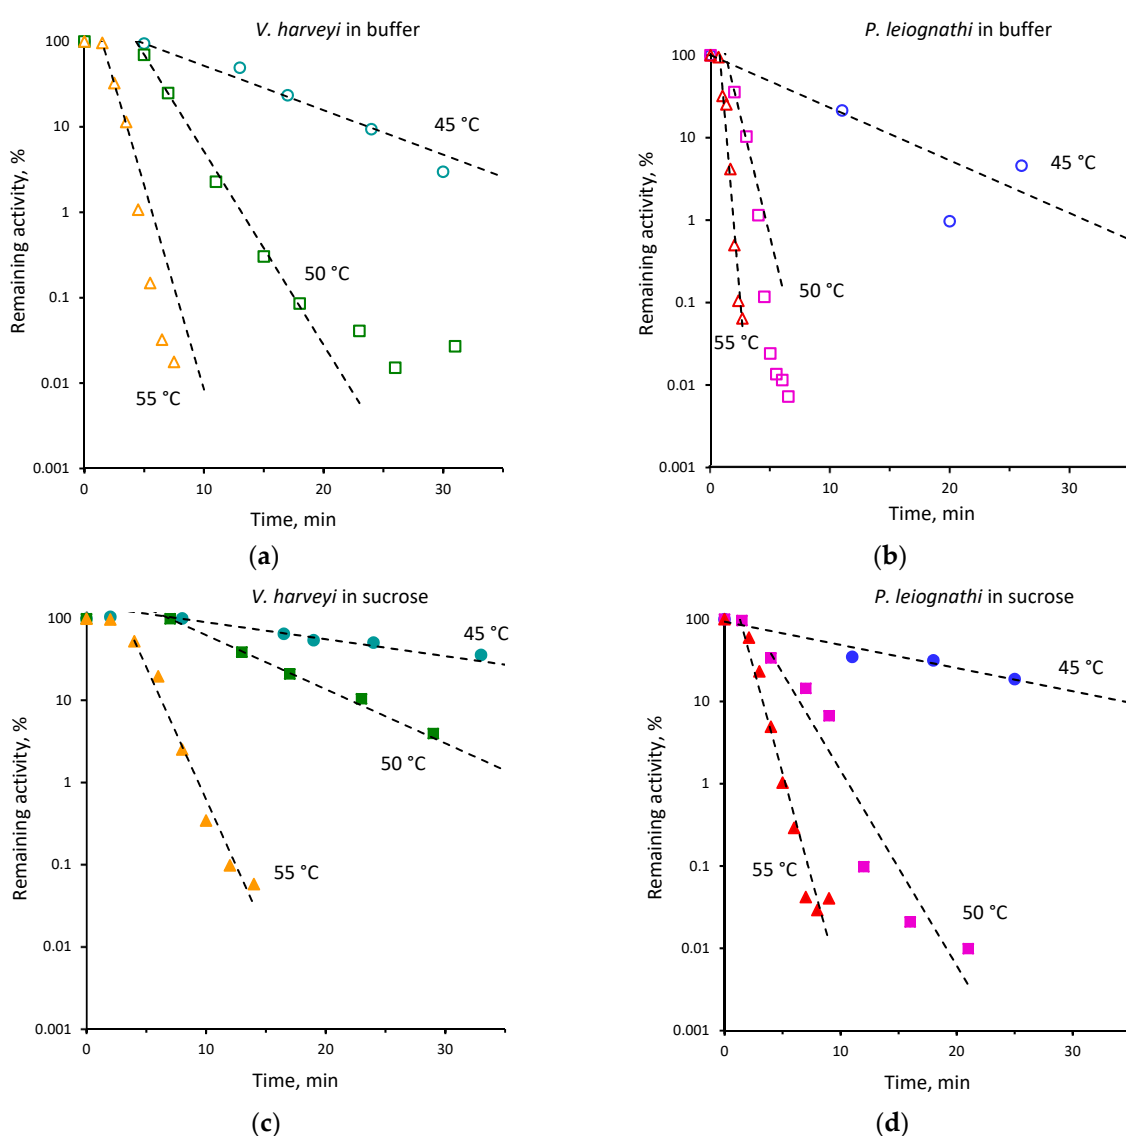 V. harveyi in buffer
100
10
1
0.1
0.01
0.001
0
10
20
30
Remaining activity, %
Time, min
45 °C
50 °C
55 °C
(a)
P. leiognathi in buffer
100
10
1
0.1
0.01
0.001
0
10
20
30
Remaining activity, %
Time, min
45 °C
50 °C
55 °C
(b)
V. harveyi in sucrose
100
10
1
0.1
0.01
0.001
0
10
20
30
Remaining activity, %
Time, min
45 °C
50 °C
55 °C
(c)
P. leiognathi in sucrose
100
10
1
0.1
0.01
0.001
0
10
20
30
Remaining activity, %
Time, min
45 °C
55 °C
50 °C
(d)